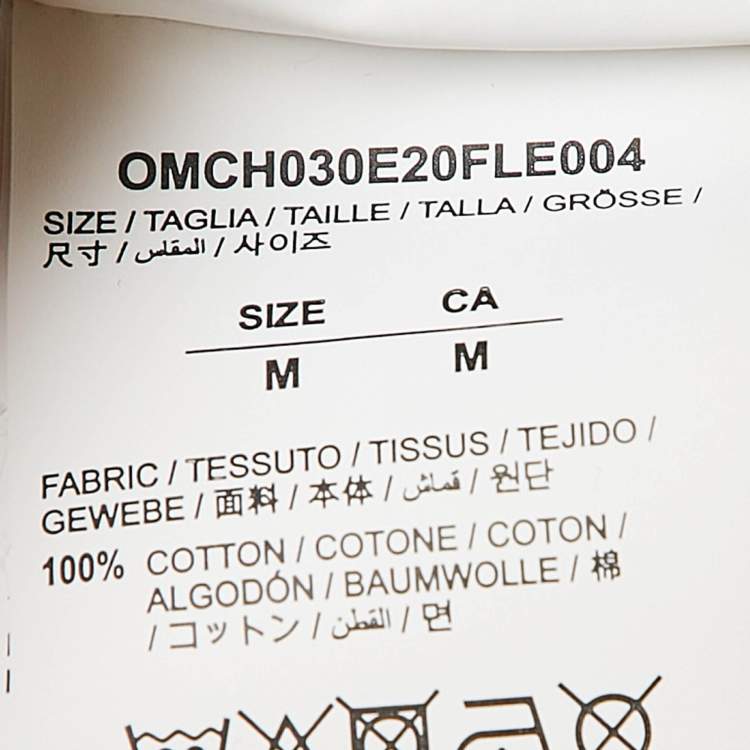 OMCH030E20FLE004
SIZE / TAGLIA / TAILLE / TALLA / GRÖSSE /
尺寸 / المقاس / 사이즈
SIZE CA
M M
FABRIC / TESSUTO / TISSUS / TEJIDO /
GEWEBE / 面料 / 本体 / قماش / 원단
100% COTTON / COTONE / COTON /
ALGODÓN / BAUMWOLLE / 棉
/ コットン / القطن / 면